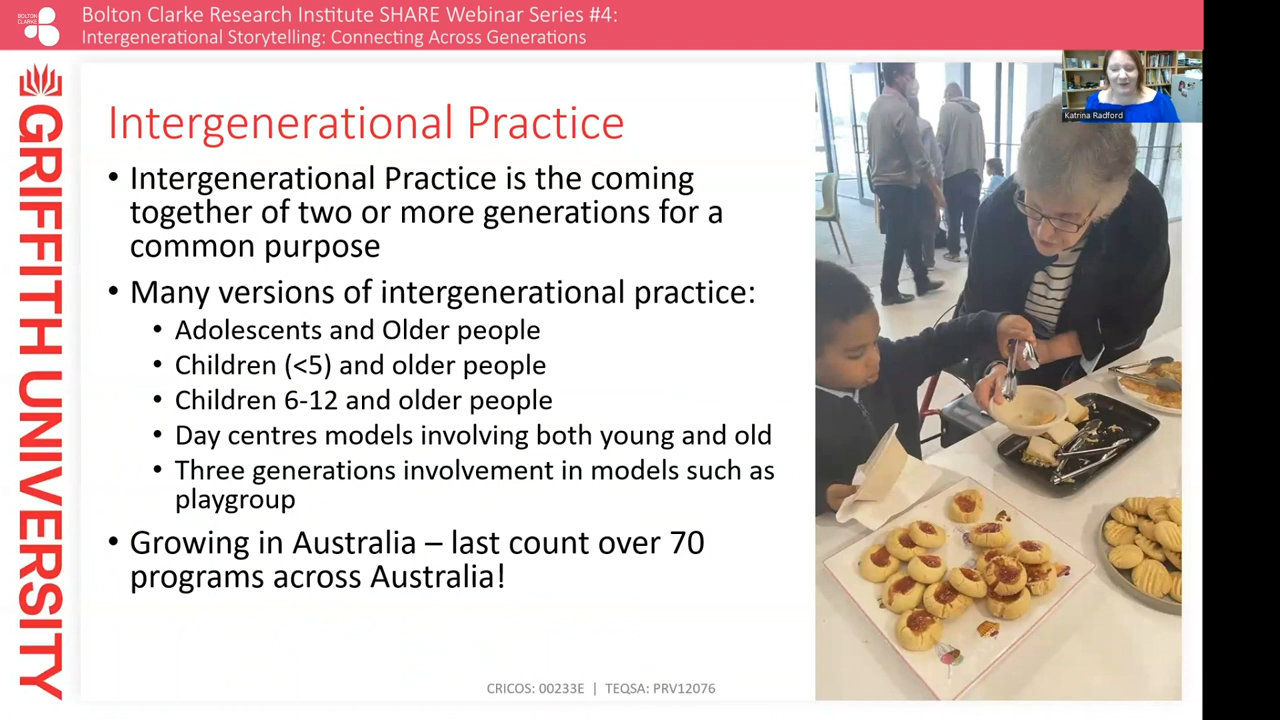 BOLTON
CLARKE
Bolton Clarke Research Institute SHARE Webinar Series #4:
Intergenerational Storytelling: Connecting Across Generations
GRIFFITH UNIVERSITY
Katrina Radford
Intergenerational Practice
• Intergenerational Practice is the coming
together of two or more generations for a
common purpose
• Many versions of intergenerational practice:
• Adolescents and Older people
• Children (<5) and older people
• Children 6-12 and older people
• Day centres models involving both young and old
• Three generations involvement in models such as
playgroup
• Growing in Australia – last count over 70
programs across Australia!
CRICOS: 00233E | TEQSA: PRV12076